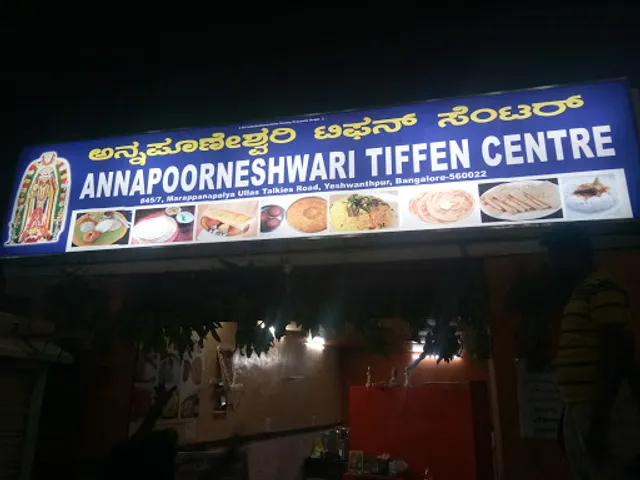 ಅನ್ನಪೂರ್ಣೇಶ್ವರಿ ಟಿಫನ್ ಸೆಂಟರ್
ANNAPOORNESHWARI TIFFEN CENTRE
#45/7, Marappanapalya Ullas Talkies Road, Yeshwanthpur, Bangalore-560022